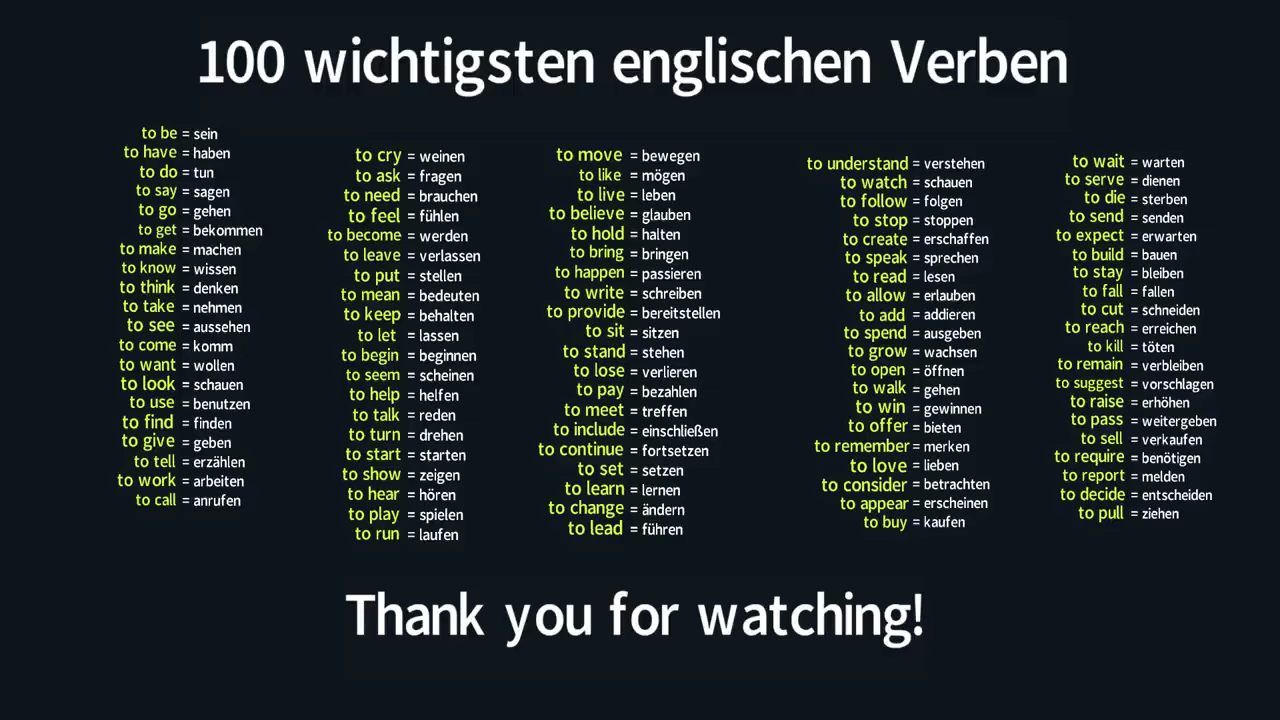 100 wichtigsten englischen Verben
to be = sein
to have = haben
to do = tun
to say = sagen
to go = gehen
to get = bekommen
to make = machen
to know = wissen
to think = denken
to take = nehmen
to see = aussehen
to come = komm
to want = wollen
to look = schauen
to use = benutzen
to find = finden
to give = geben
to tell = erzählen
to work = arbeiten
to call = anrufen
to cry = weinen
to ask = fragen
to need = brauchen
to feel = fühlen
to become = werden
to leave = verlassen
to put = stellen
to mean = bedeuten
to keep = behalten
to let = lassen
to begin = beginnen
to seem = scheinen
to help = helfen
to talk = reden
to turn = drehen
to start = starten
to show = zeigen
to hear = hören
to play = spielen
to run = laufen
to move = bewegen
to like = mögen
to live = leben
to believe = glauben
to hold = halten
to bring = bringen
to happen = passieren
to write = schreiben
to provide = bereitstellen
to sit = sitzen
to stand = stehen
to lose = verlieren
to pay = bezahlen
to meet = treffen
to include = einschließen
to continue = fortsetzen
to set = setzen
to learn = lernen
to change = ändern
to lead = führen
to understand = verstehen
to watch = schauen
to follow = folgen
to stop = stoppen
to create = erschaffen
to speak = sprechen
to read = lesen
to allow = erlauben
to add = addieren
to spend = ausgeben
to grow = wachsen
to open = öffnen
to walk = gehen
to win = gewinnen
to offer = bieten
to remember = merken
to love = lieben
to consider = betrachten
to appear = erscheinen
to buy = kaufen
to wait = warten
to serve = dienen
to die = sterben
to send = senden
to expect = erwarten
to build = bauen
to stay = bleiben
to fall = fallen
to cut = schneiden
to reach = erreichen
to kill = töten
to remain = verbleiben
to suggest = vorschlagen
to raise = erhöhen
to pass = weitergeben
to sell = verkaufen
to require = benötigen
to report = melden
to decide = entscheiden
to pull = ziehen
Thank you for watching!